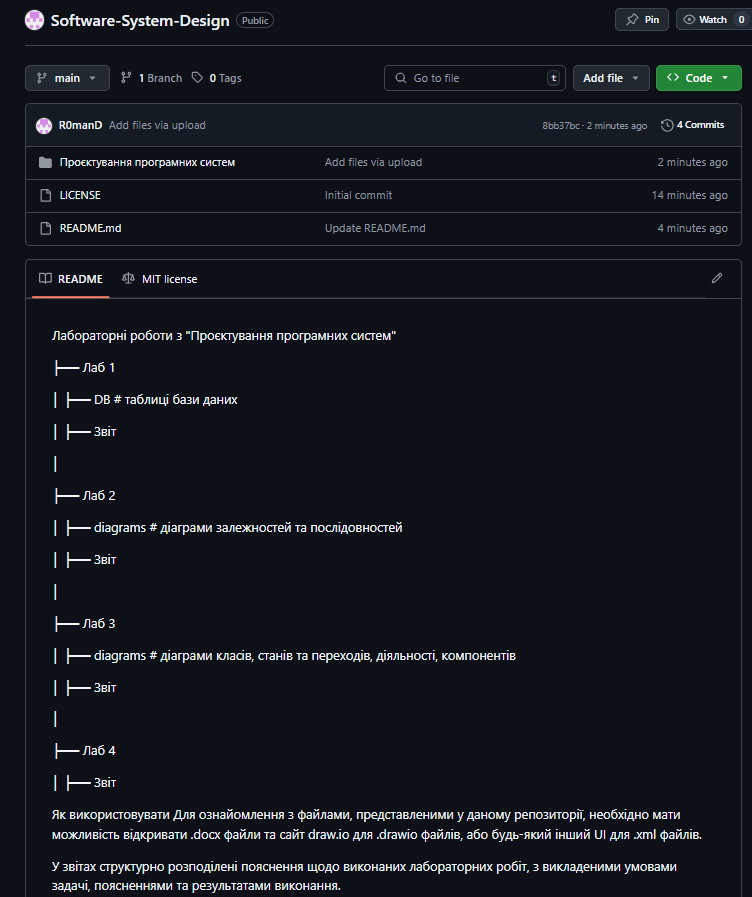 Software-System-Design Public Pin Watch 0
main 1 Branch 0 Tags Go to file t Add file Code
R0manD Add files via upload 8bb37bc · 2 minutes ago 4 Commits
Проєктування програмних систем Add files via upload 2 minutes ago
LICENSE Initial commit 14 minutes ago
README.md Update README.md 4 minutes ago
README MIT license
Лабораторні роботи з "Проєктування програмних систем"
├── Лаб 1
│ ├── DB # таблиці бази даних
│ ├── Звіт
│
├── Лаб 2
│ ├── diagrams # діаграми залежностей та послідовностей
│ ├── Звіт
│
├── Лаб 3
│ ├── diagrams # діаграми класів, станів та переходів, діяльності, компонентів
│ ├── Звіт
│
├── Лаб 4
│ ├── Звіт
Як використовувати Для ознайомлення з файлами, представленими у даному репозиторії, необхідно мати
можливість відкривати .docx файли та сайт draw.io для .drawio файлів, або будь-який інший UI для .xml файлів.
У звітах структурно розподілені пояснення щодо виконаних лабораторних робіт, з викладеними умовами
задачі, поясненнями та результатами виконання.